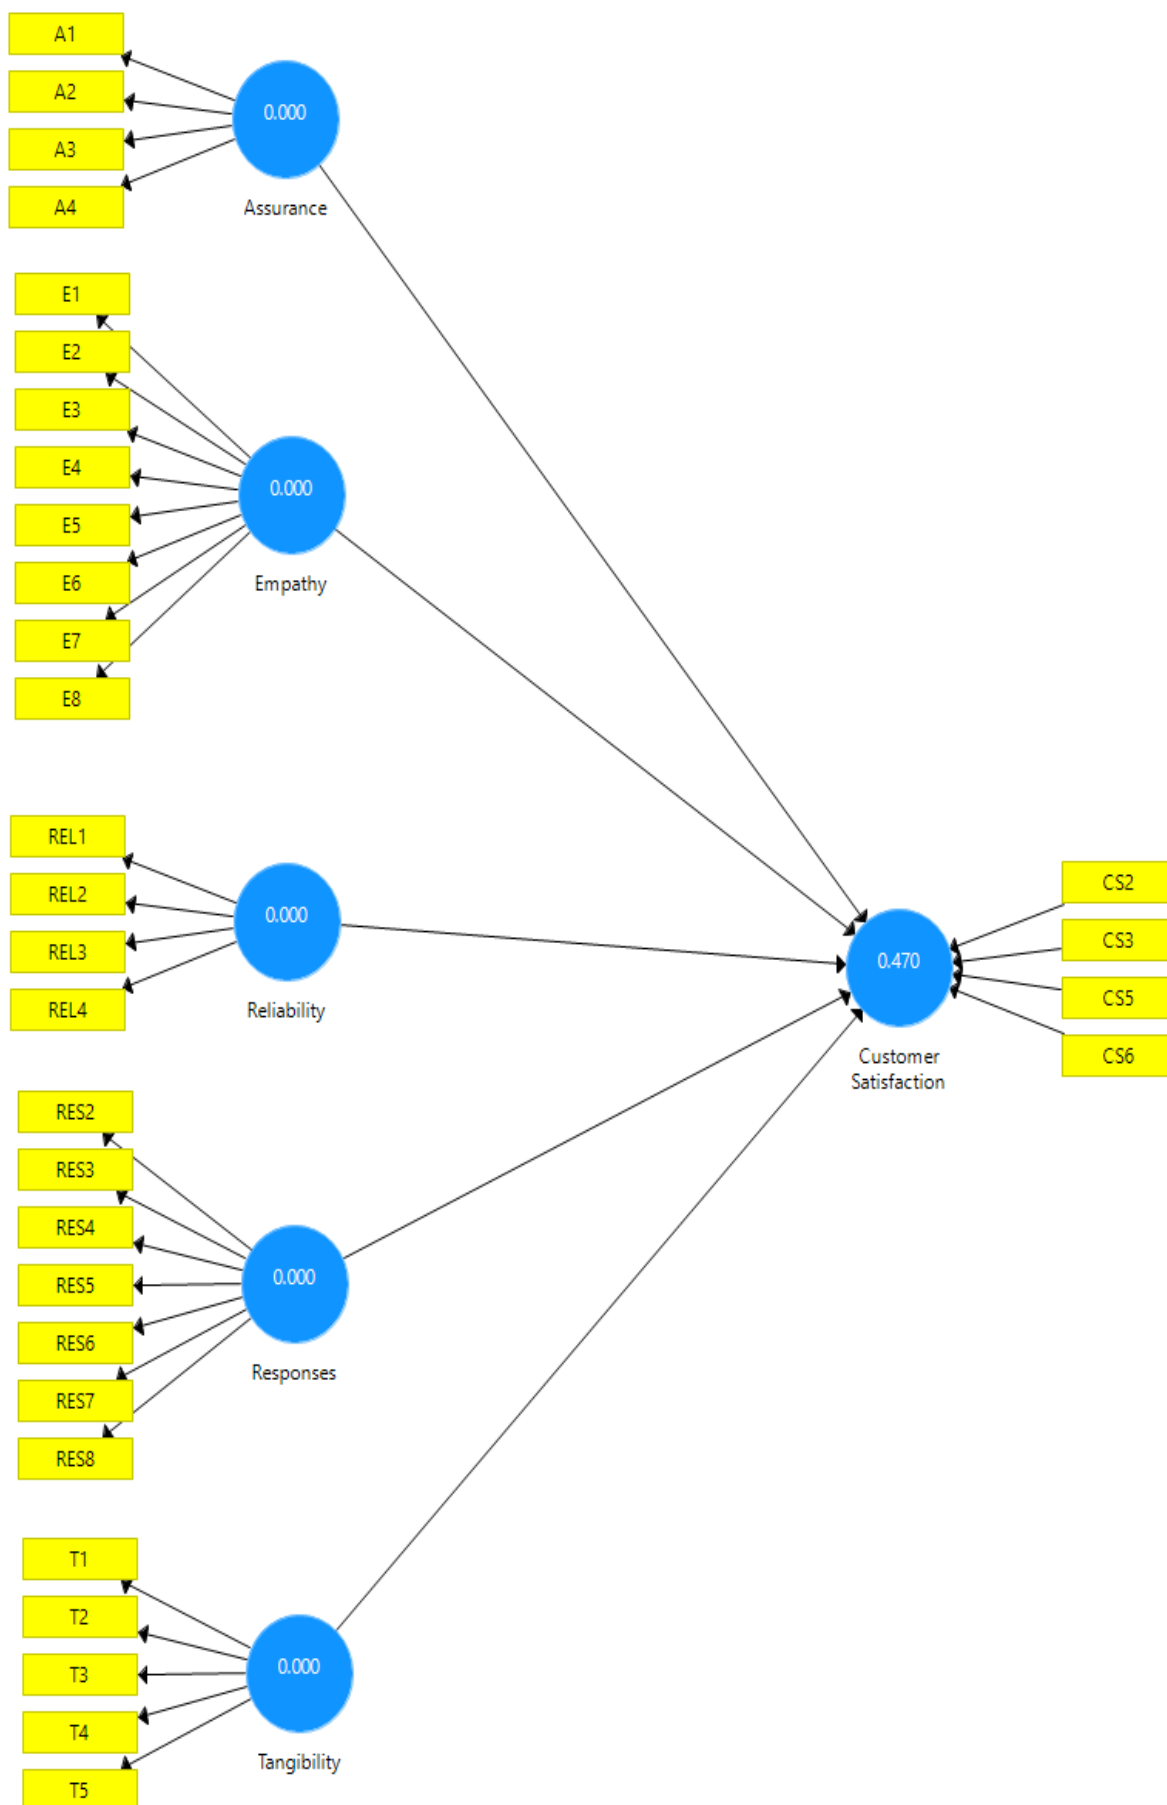 A1
A2
A3
A4
0.000
Assurance
E1
E2
E3
E4
E5
E6
E7
E8
0.000
Empathy
REL1
REL2
REL3
REL4
0.000
Reliability
CS2
CS3
CS5
CS6
0.470
Customer
Satisfaction
RES2
RES3
RES4
RES5
RES6
RES7
RES8
0.000
Responses
T1
T2
T3
T4
T5
0.000
Tangibility